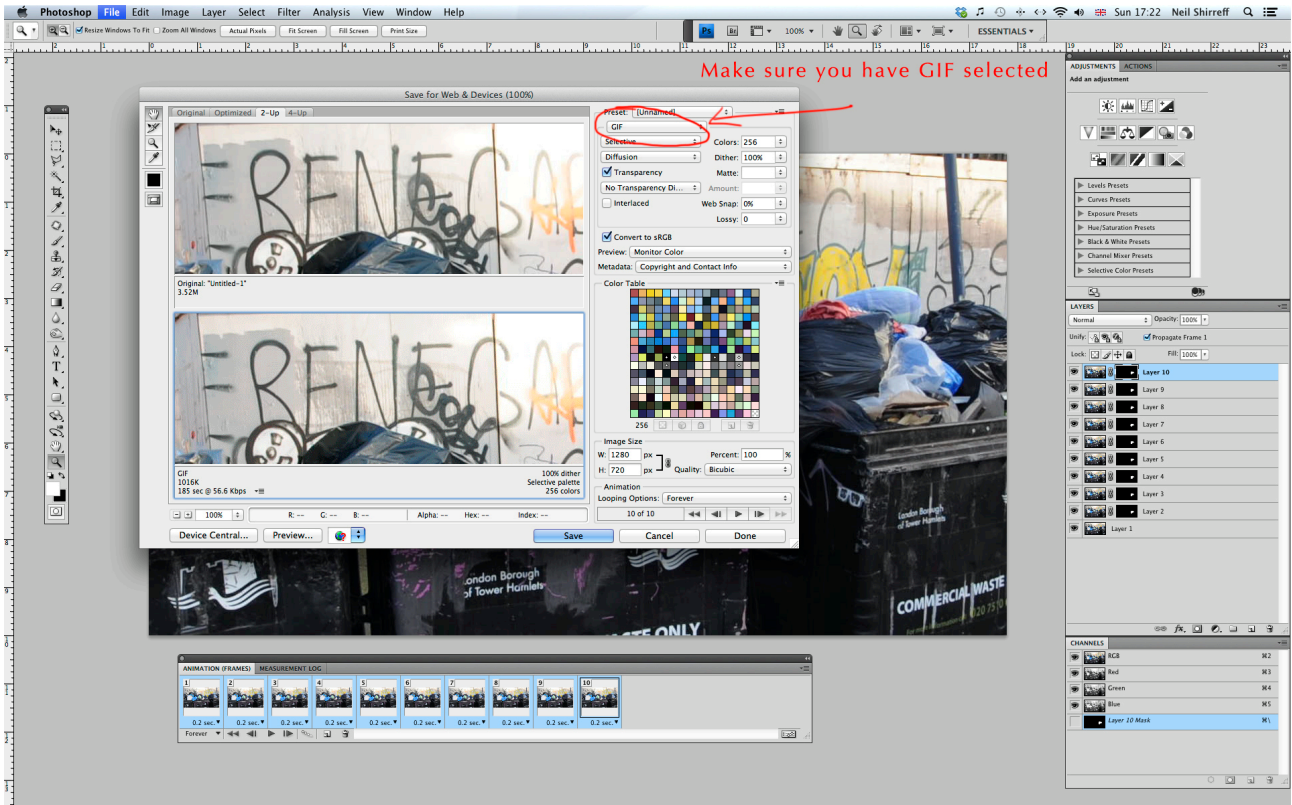 Photoshop File Edit Image Layer Select Filter Analysis View Window Help
Sun 17:22 Neil Shirreff
Resize Windows To Fit Zoom All Windows Actual Pixels Fit Screen Fill Screen Print Size
Ps Br 100% ESSENTIALS
Make sure you have GIF selected
Save for Web & Devices (100%)
Original Optimized 2-Up 4-Up
Preset: [Unnamed]
GIF
Selective Colors: 256
Diffusion Dither: 100%
Transparency Matte:
No Transparency Di... Amount:
Interlaced Web Snap: 0%
Lossy: 0
Convert to sRGB
Preview: Monitor Color
Metadata: Copyright and Contact Info
Color Table
256
Image Size
W: 1280 px Percent: 100 %
H: 720 px Quality: Bicubic
Animation
Looping Options: Forever
10 of 10
Original: "Untitled-1"
3.52M
GIF
1016K
185 sec @ 56.6 Kbps
100% dither
Selective palette
256 colors
100% R: -- G: -- B: -- Alpha: -- Hex: -- Index: --
Device Central... Preview... Save Cancel Done
London Borough
of Tower Hamlets
London Borough
of Tower Hamlets
COMMERCIAL WASTE
ONLY
ADJUSTMENTS ACTIONS
Add an adjustment
Levels Presets
Curves Presets
Exposure Presets
Hue/Saturation Presets
Black & White Presets
Channel Mixer Presets
Selective Color Presets
LAYERS
Normal Opacity: 100%
Unify: Propagate Frame 1
Lock: Fill: 100%
Layer 10
Layer 9
Layer 8
Layer 7
Layer 6
Layer 5
Layer 4
Layer 3
Layer 2
Layer 1
CHANNELS
RGB ⌘2
Red ⌘3
Green ⌘4
Blue ⌘5
Layer 10 Mask ⌘\
ANIMATION (FRAMES) MEASUREMENT LOG
1 2 3 4 5 6 7 8 9 10
0.2 sec. 0.2 sec. 0.2 sec. 0.2 sec. 0.2 sec. 0.2 sec. 0.2 sec. 0.2 sec. 0.2 sec. 0.2 sec.
Forever